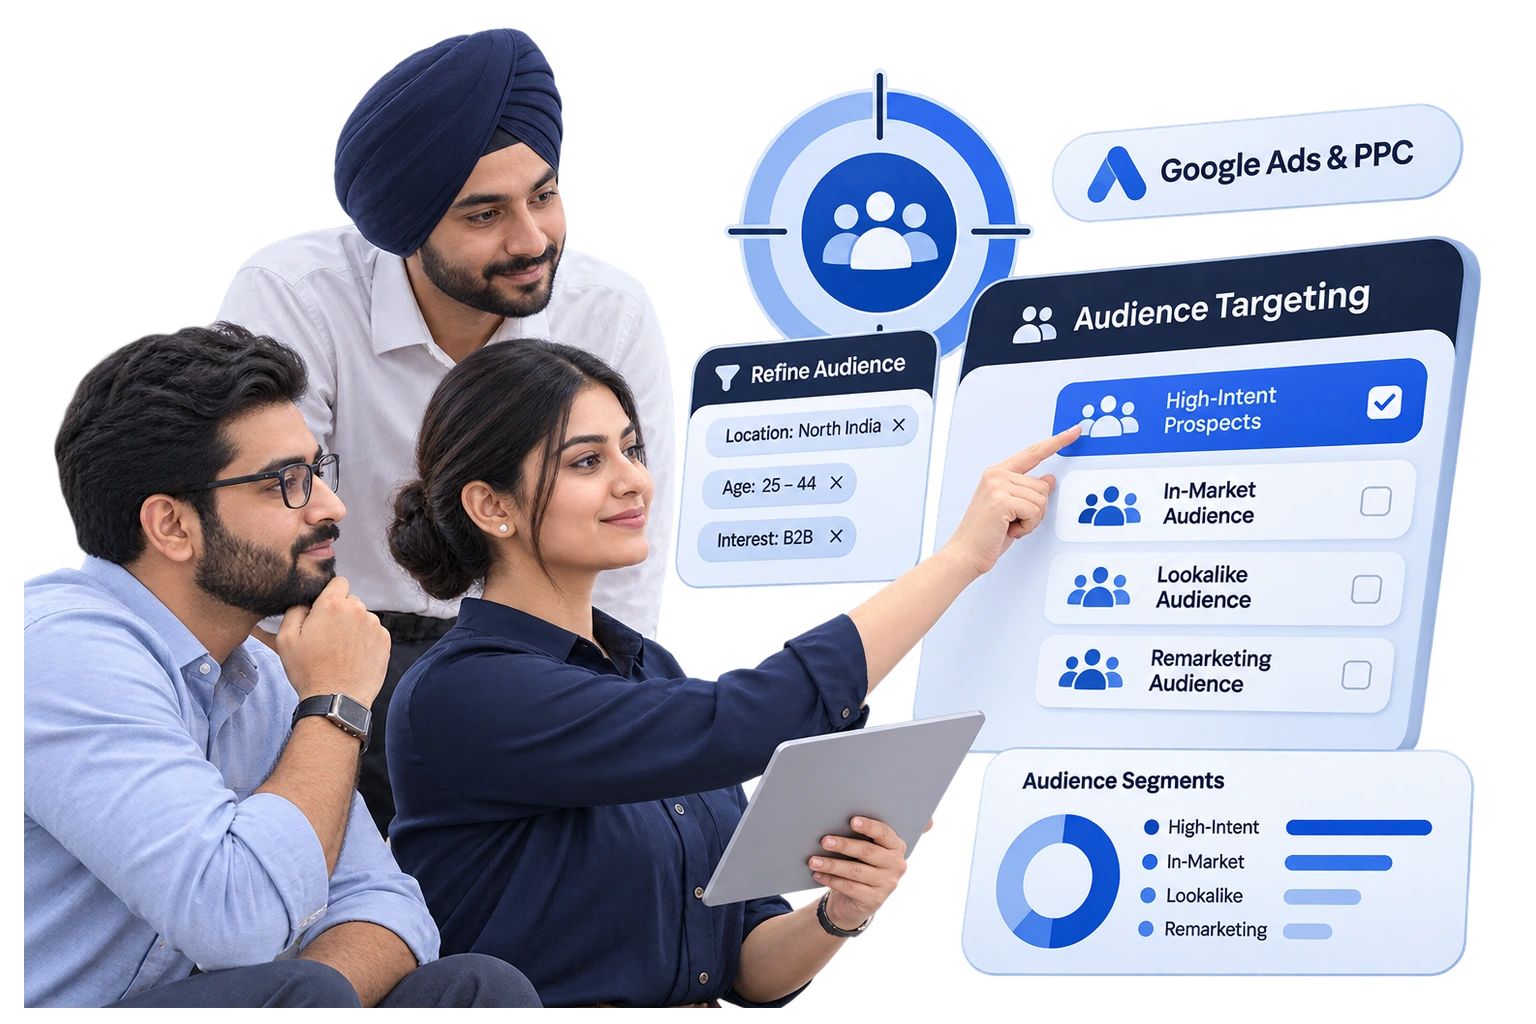 Google Ads & PPC
Audience Targeting
High-Intent
Prospects
In-Market
Audience
Lookalike
Audience
Remarketing
Audience
Refine Audience
Location: North India ×
Age: 25 – 44 ×
Interest: B2B ×
Audience Segments
High-Intent
In-Market
Lookalike
Remarketing